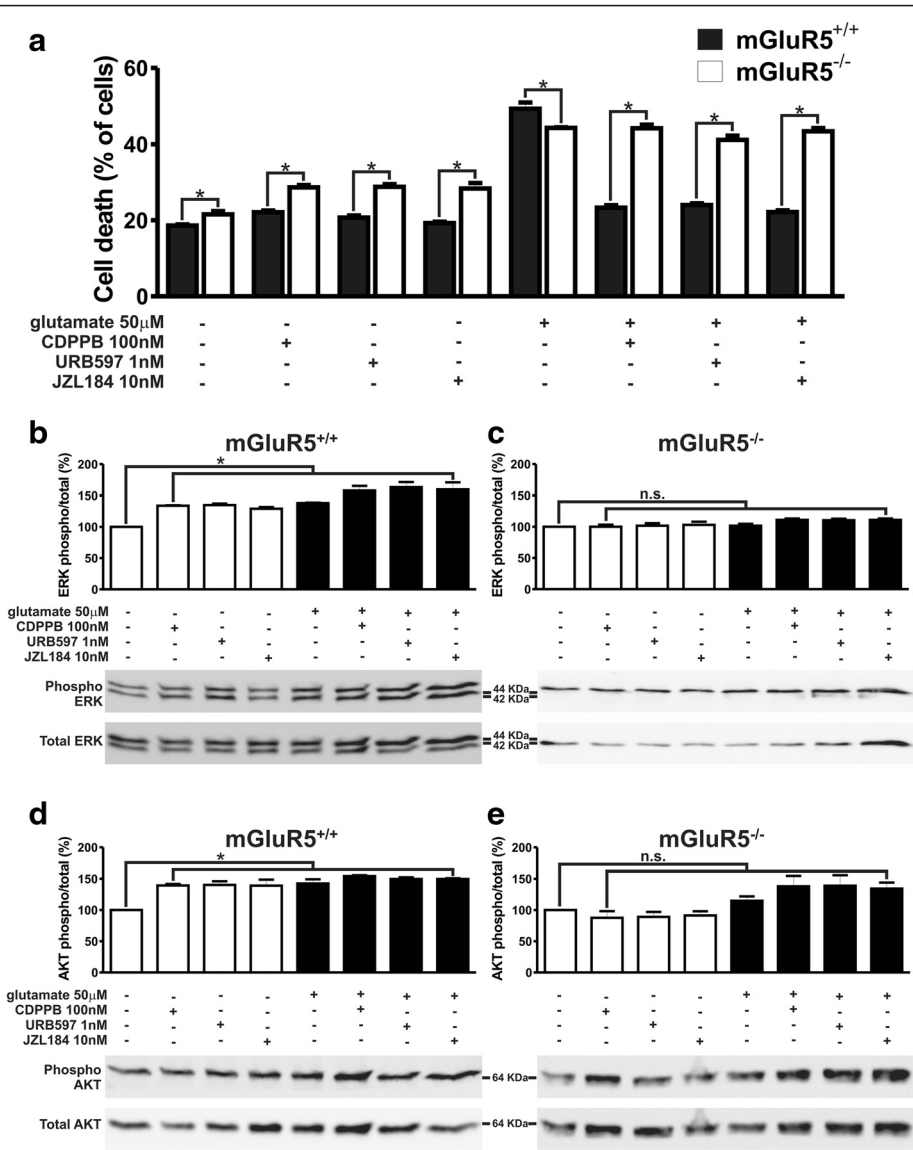 a
mGluR5+/+
mGluR5-/-
Cell death (% of cells)
60
40
20
0
* * * * * * * *
glutamate 50μM - - - - + + + +
CDPPB 100nM - + - - - + - -
URB597 1nM - - + - - - + -
JZL184 10nM - - - + - - - +
b
mGluR5+/+
ERK phospho/total (%)
200
150
100
50
0
*
glutamate 50μM - - - - + + + +
CDPPB 100nM - + - - - + - -
URB597 1nM - - + - - - + -
JZL184 10nM - - - + - - - +
Phospho
ERK
44 KDa
42 KDa
Total ERK
44 KDa
42 KDa
c
mGluR5-/-
ERK phospho/total (%)
200
150
100
50
0
n.s.
- - - - + + + +
- + - - - + - -
- - + - - - + -
- - - + - - - +
d
mGluR5+/+
AKT phospho/total (%)
200
150
100
50
0
*
glutamate 50μM - - - - + + + +
CDPPB 100nM - + - - - + - -
URB597 1nM - - + - - - + -
JZL184 10nM - - - + - - - +
Phospho
AKT
64 KDa
Total AKT
64 KDa
e
mGluR5-/-
AKT phospho/total (%)
200
150
100
50
0
n.s.
- - - - + + + +
- + - - - + - -
- - + - - - + -
- - - + - - - +